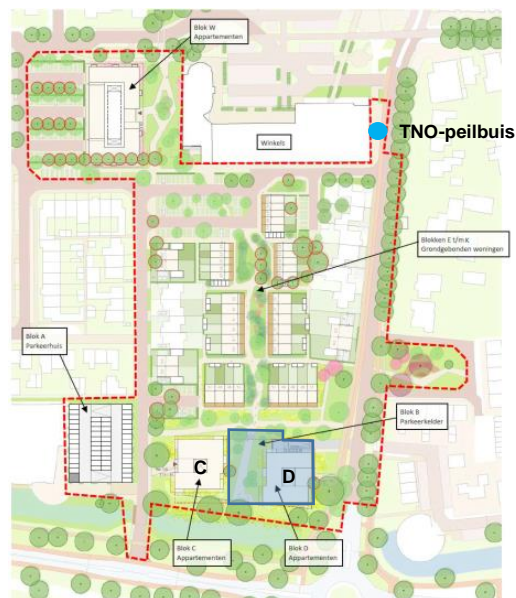 Blok W
Appartementen
Winkels
TNO-peilbuis
Blokken E t/m K
Grondgebonden woningen
Blok A
Parkeerhuis
Blok B
Parkeerkelder
C
D
Blok C
Appartementen
Blok D
Appartementen